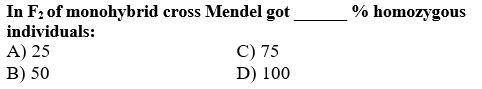 In F₂ of monohybrid cross Mendel got ______ % homozygous
individuals:
A) 25 C) 75
B) 50 D) 100